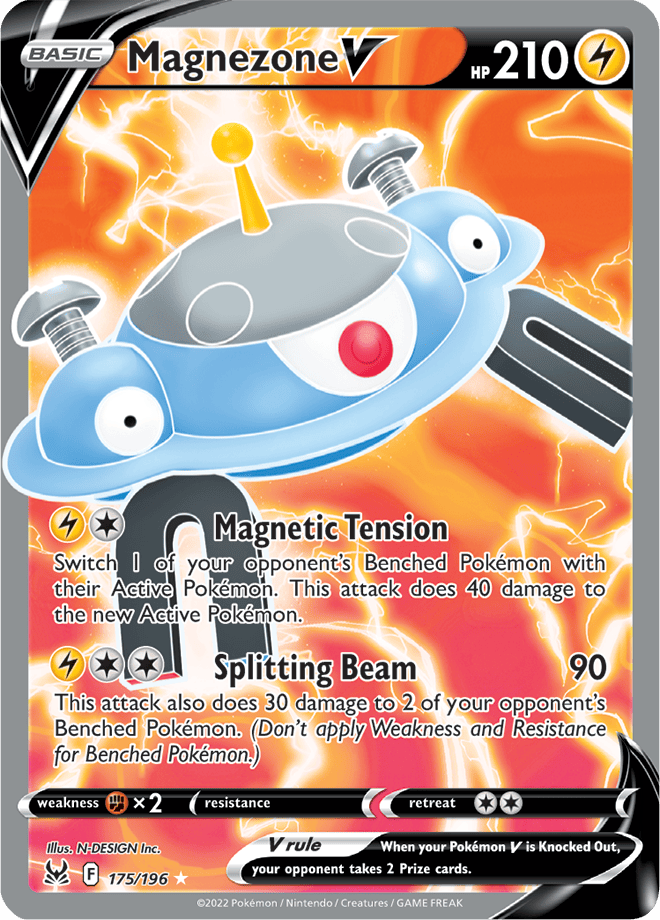 BASIC MagnezoneV HP 210
Magnetic Tension
Switch 1 of your opponent's Benched Pokémon with
their Active Pokémon. This attack does 40 damage to
the new Active Pokémon.
Splitting Beam 90
This attack also does 30 damage to 2 of your opponent's
Benched Pokémon. (Don't apply Weakness and Resistance
for Benched Pokémon.)
weakness ×2 resistance retreat
Illus. N-DESIGN Inc.
V rule When your Pokémon V is Knocked Out,
your opponent takes 2 Prize cards.
F 175/196 ★
©2022 Pokémon / Nintendo / Creatures / GAME FREAK